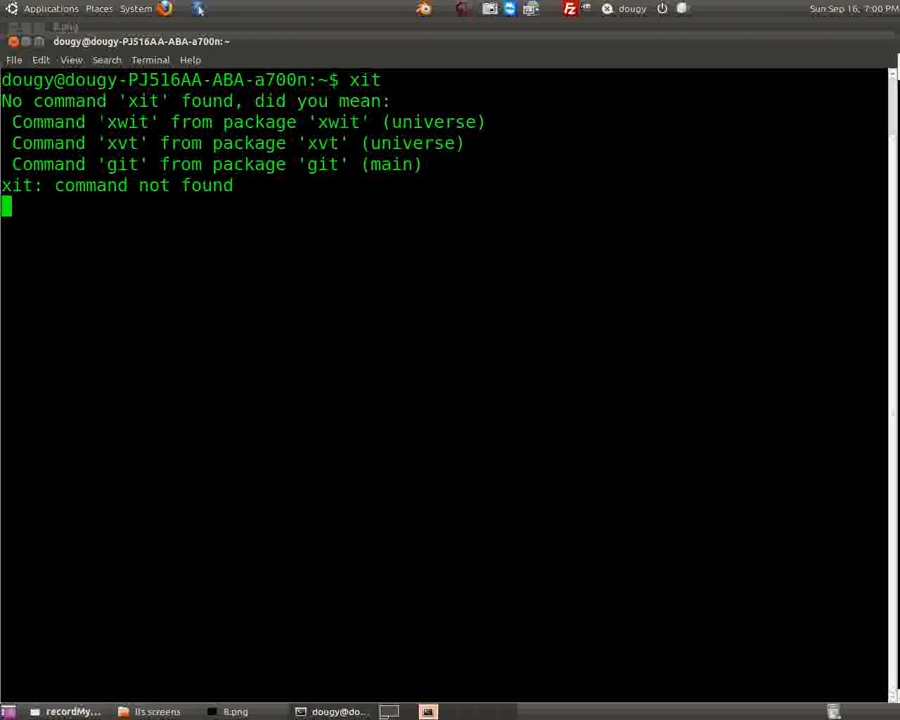 Applications Places System dougy Sun Sep 16, 7:00 PM
8.png
dougy@dougy-PJ516AA-ABA-a700n: ~
File Edit View Search Terminal Help
dougy@dougy-PJ516AA-ABA-a700n:~$ xit
No command 'xit' found, did you mean:
Command 'xwit' from package 'xwit' (universe)
Command 'xvt' from package 'xvt' (universe)
Command 'git' from package 'git' (main)
xit: command not found
recordMy... 8.png dougy@do...